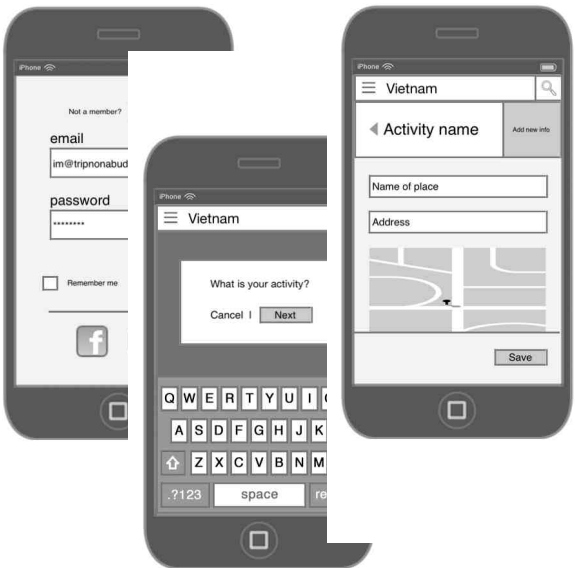 iPhone
Not a member?
email
im@tripnonabud
password
********
Remember me
f
iPhone
Vietnam
What is your activity?
Cancel | Next
Q W E R T Y U I
A S D F G H J K
Z X C V B N M
.?123 space re
iPhone
Vietnam
Activity name Add new info
Name of place
Address
Save